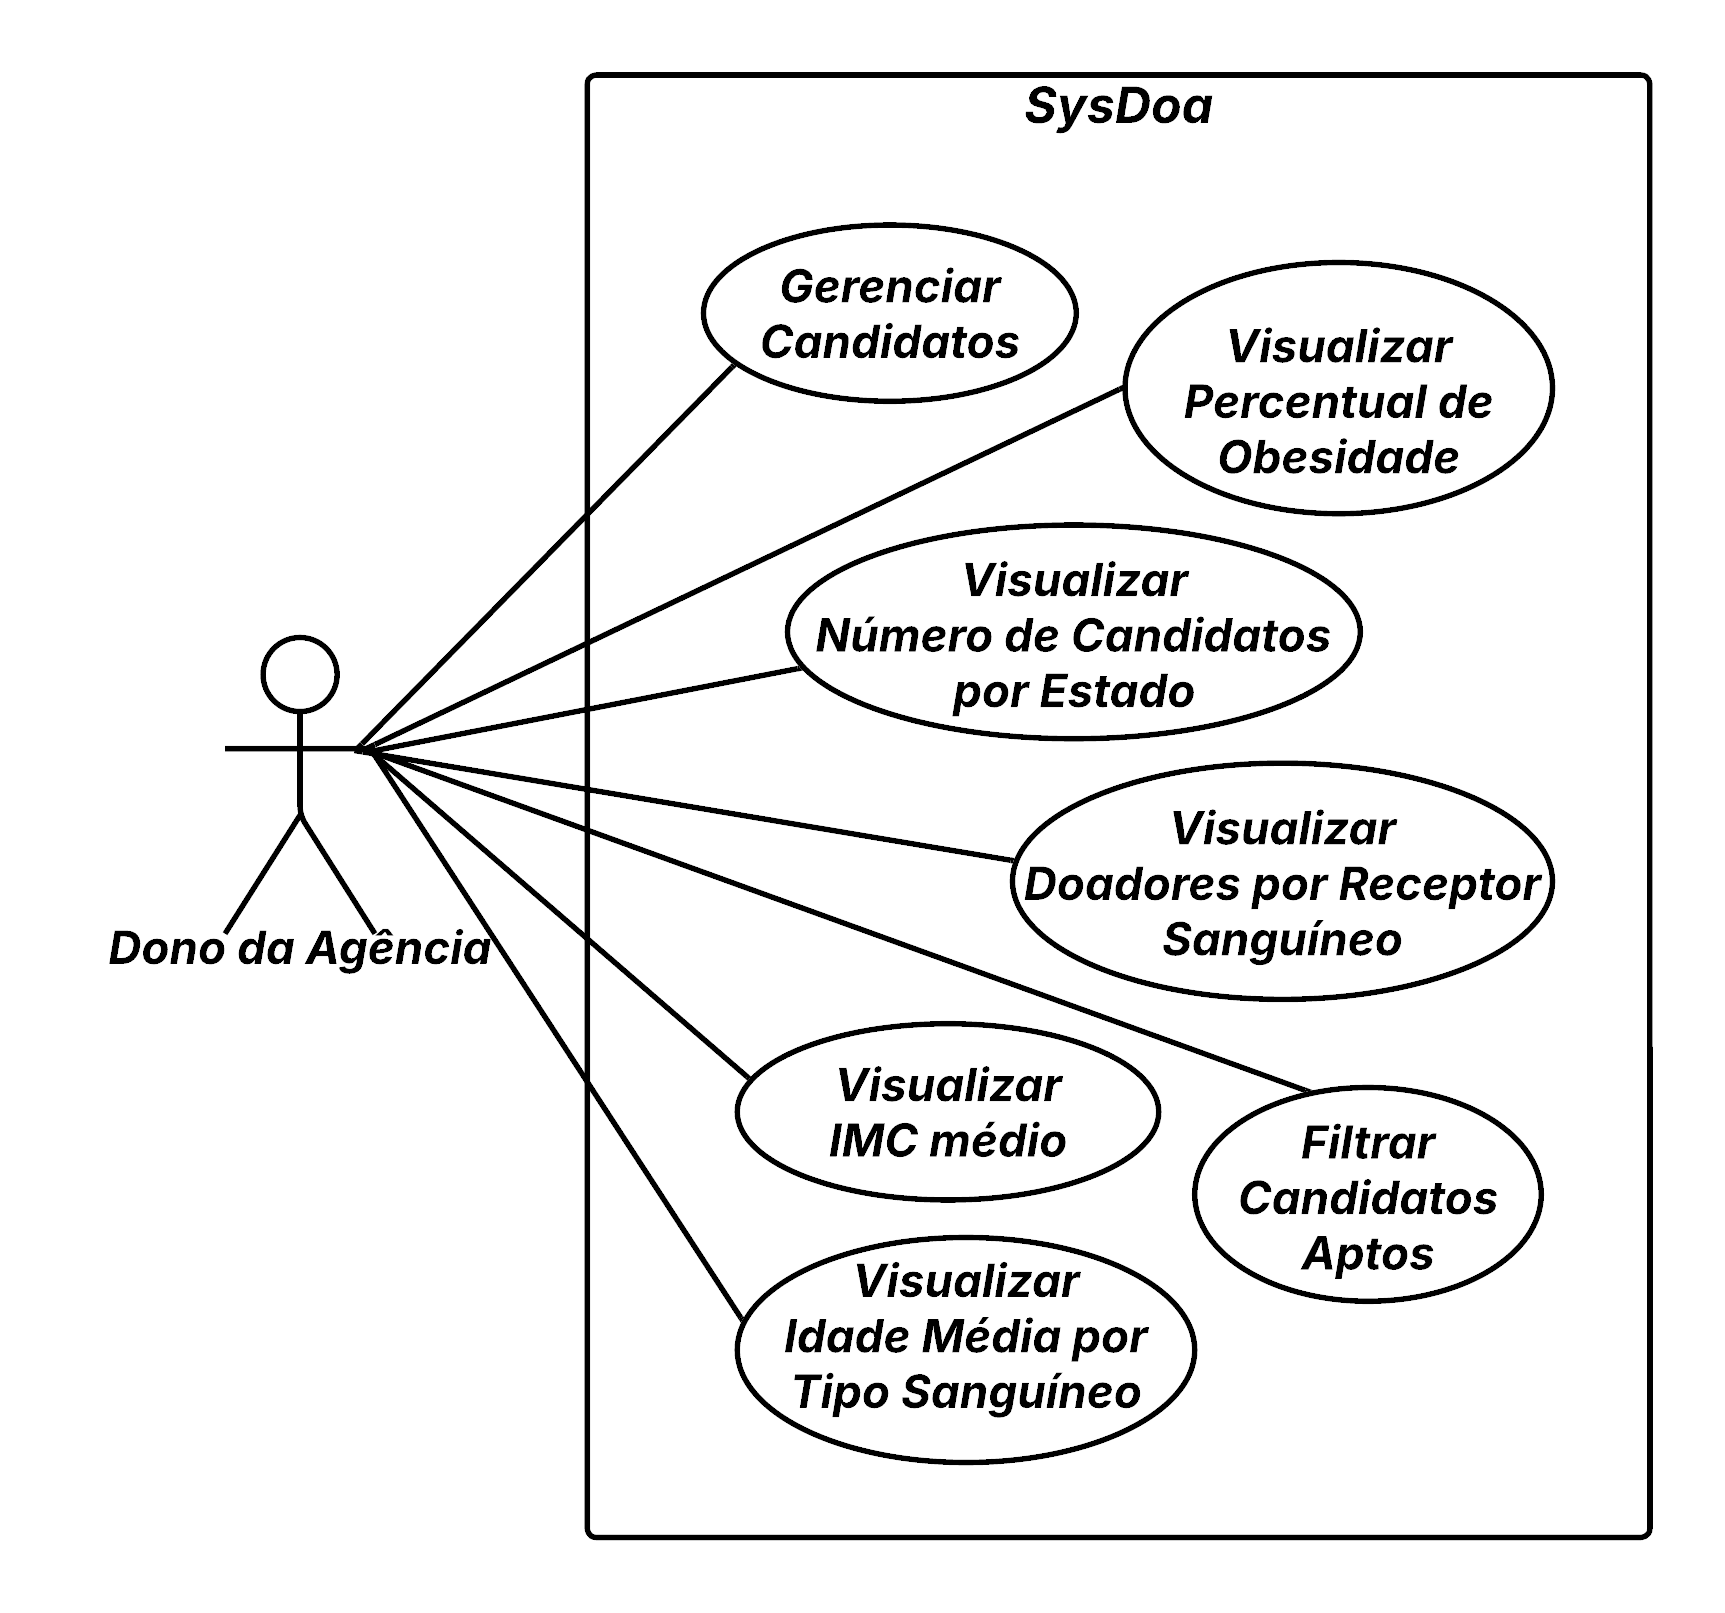 SysDoa
Gerenciar
Candidatos
Visualizar
Percentual de
Obesidade
Visualizar
Número de Candidatos
por Estado
Visualizar
Doadores por Receptor
Sanguíneo
Dono da Agência
Visualizar
IMC médio
Filtrar
Candidatos
Aptos
Visualizar
Idade Média por
Tipo Sanguíneo